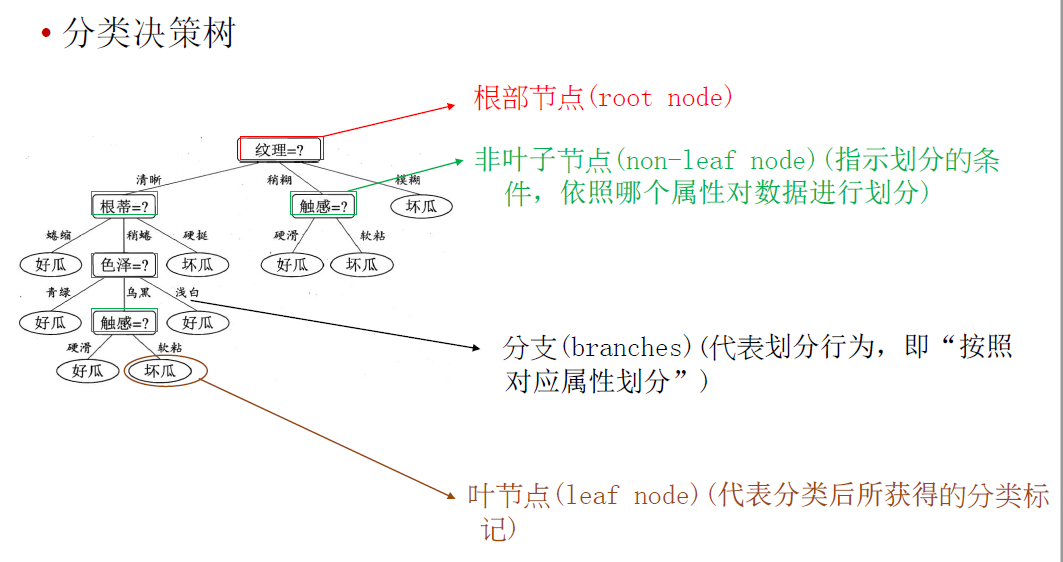 • 分类决策树
根部节点(root node)
纹理=?
非叶子节点(non-leaf node)(指示划分的条
件，依照哪个属性对数据进行划分)
清晰 稍糊 模糊
根蒂=? 触感=? 坏瓜
蜷缩 稍蜷 硬挺 硬滑 软粘
好瓜 色泽=? 坏瓜 好瓜 坏瓜
青绿 乌黑 浅白
好瓜 触感=? 好瓜
分支(branches)(代表划分行为，即“按照
对应属性划分”)
硬滑 软粘
好瓜 坏瓜
叶节点(leaf node)(代表分类后所获得的分类标
记)